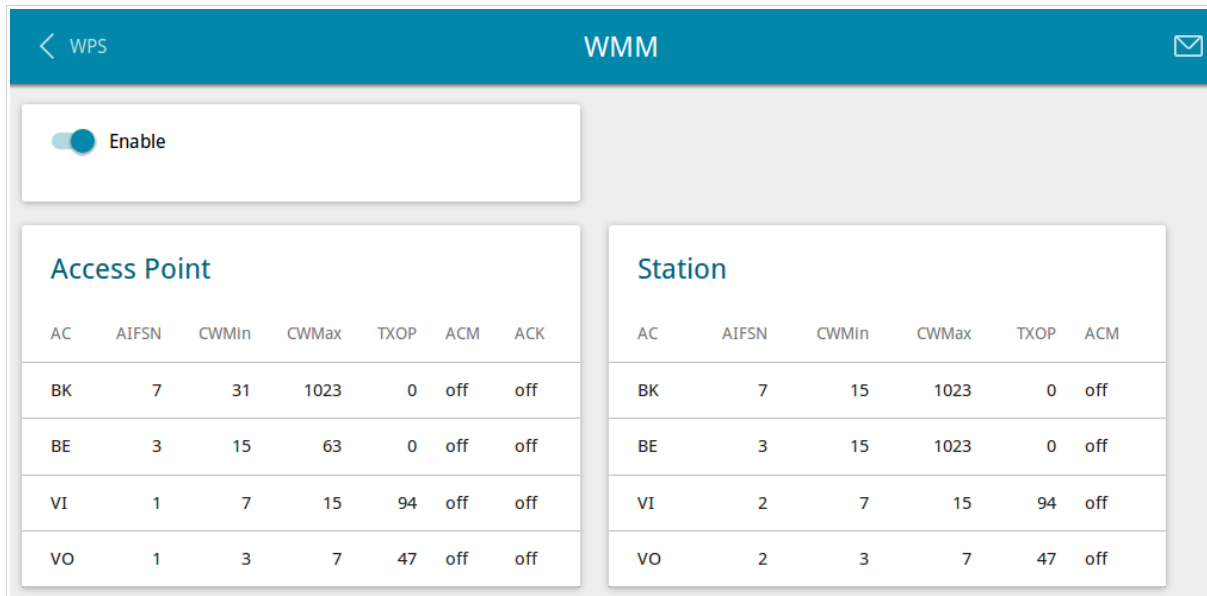 WPS WMM
Enable
Access Point
AC AIFSN CWMin CWMax TXOP ACM ACK
BK 7 31 1023 0 off off
BE 3 15 63 0 off off
VI 1 7 15 94 off off
VO 1 3 7 47 off off
Station
AC AIFSN CWMin CWMax TXOP ACM
BK 7 15 1023 0 off
BE 3 15 1023 0 off
VI 2 7 15 94 off
VO 2 3 7 47 off